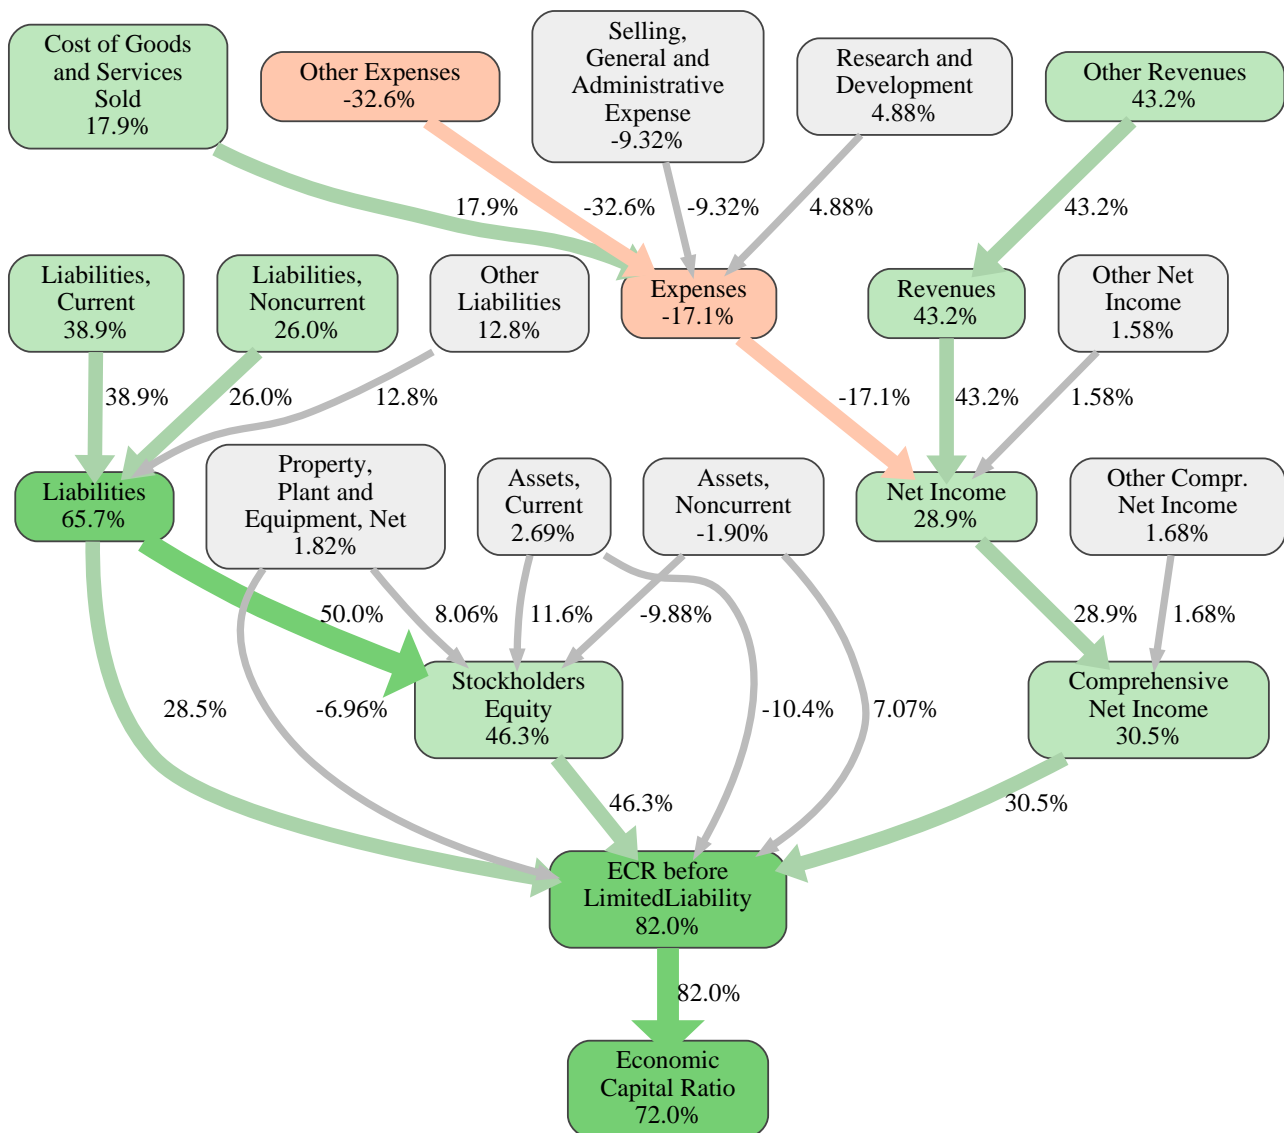 Cost of Goods
and Services
Sold
17.9%
Other Expenses
-32.6%
Selling,
General and
Administrative
Expense
-9.32%
Research and
Development
4.88%
Other Revenues
43.2%
17.9%
-32.6%
-9.32%
4.88%
43.2%
Liabilities,
Current
38.9%
Liabilities,
Noncurrent
26.0%
Other
Liabilities
12.8%
Expenses
-17.1%
Revenues
43.2%
Other Net
Income
1.58%
38.9%
26.0%
12.8%
-17.1%
43.2%
1.58%
Liabilities
65.7%
Property,
Plant and
Equipment, Net
1.82%
Assets,
Current
2.69%
Assets,
Noncurrent
-1.90%
Net Income
28.9%
Other Compr.
Net Income
1.68%
50.0%
8.06%
11.6%
-9.88%
28.9%
1.68%
28.5%
-6.96%
Stockholders
Equity
46.3%
-10.4%
7.07%
Comprehensive
Net Income
30.5%
46.3%
30.5%
ECR before
LimitedLiability
82.0%
82.0%
Economic
Capital Ratio
72.0%